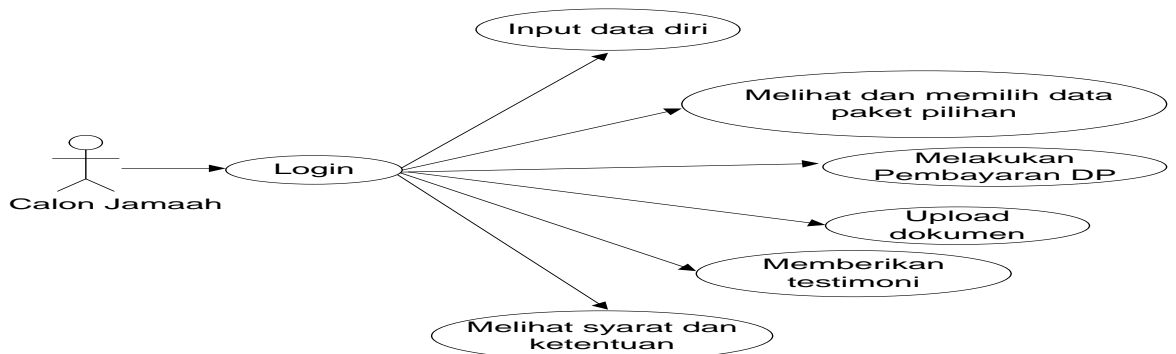 Input data diri
Melihat dan memilih data
paket pilihan
Login
Melakukan
Pembayaran DP
Calon Jamaah
Upload
dokumen
Memberikan
testimoni
Melihat syarat dan
ketentuan